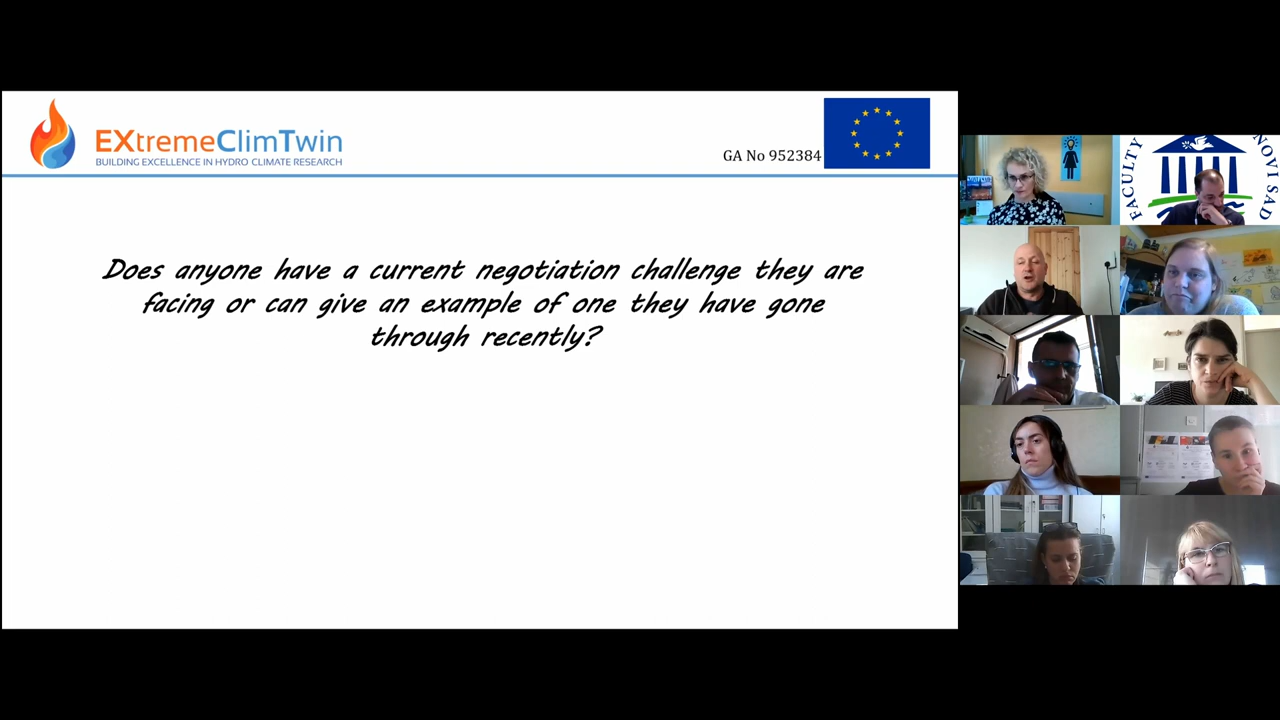 EXtremeClimTwin
BUILDING EXCELLENCE IN HYDRO CLIMATE RESEARCH
GA No 952384
Does anyone have a current negotiation challenge they are
facing or can give an example of one they have gone
through recently?
FACULTY
NOVI SAD